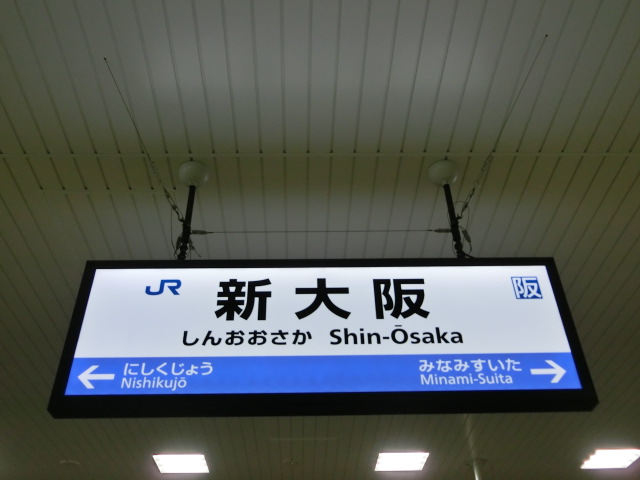 JR 新大阪 阪
しんおおさか Shin-Ōsaka
← にしくじょう みなみすいた →
Nishikujō Minami-Suita